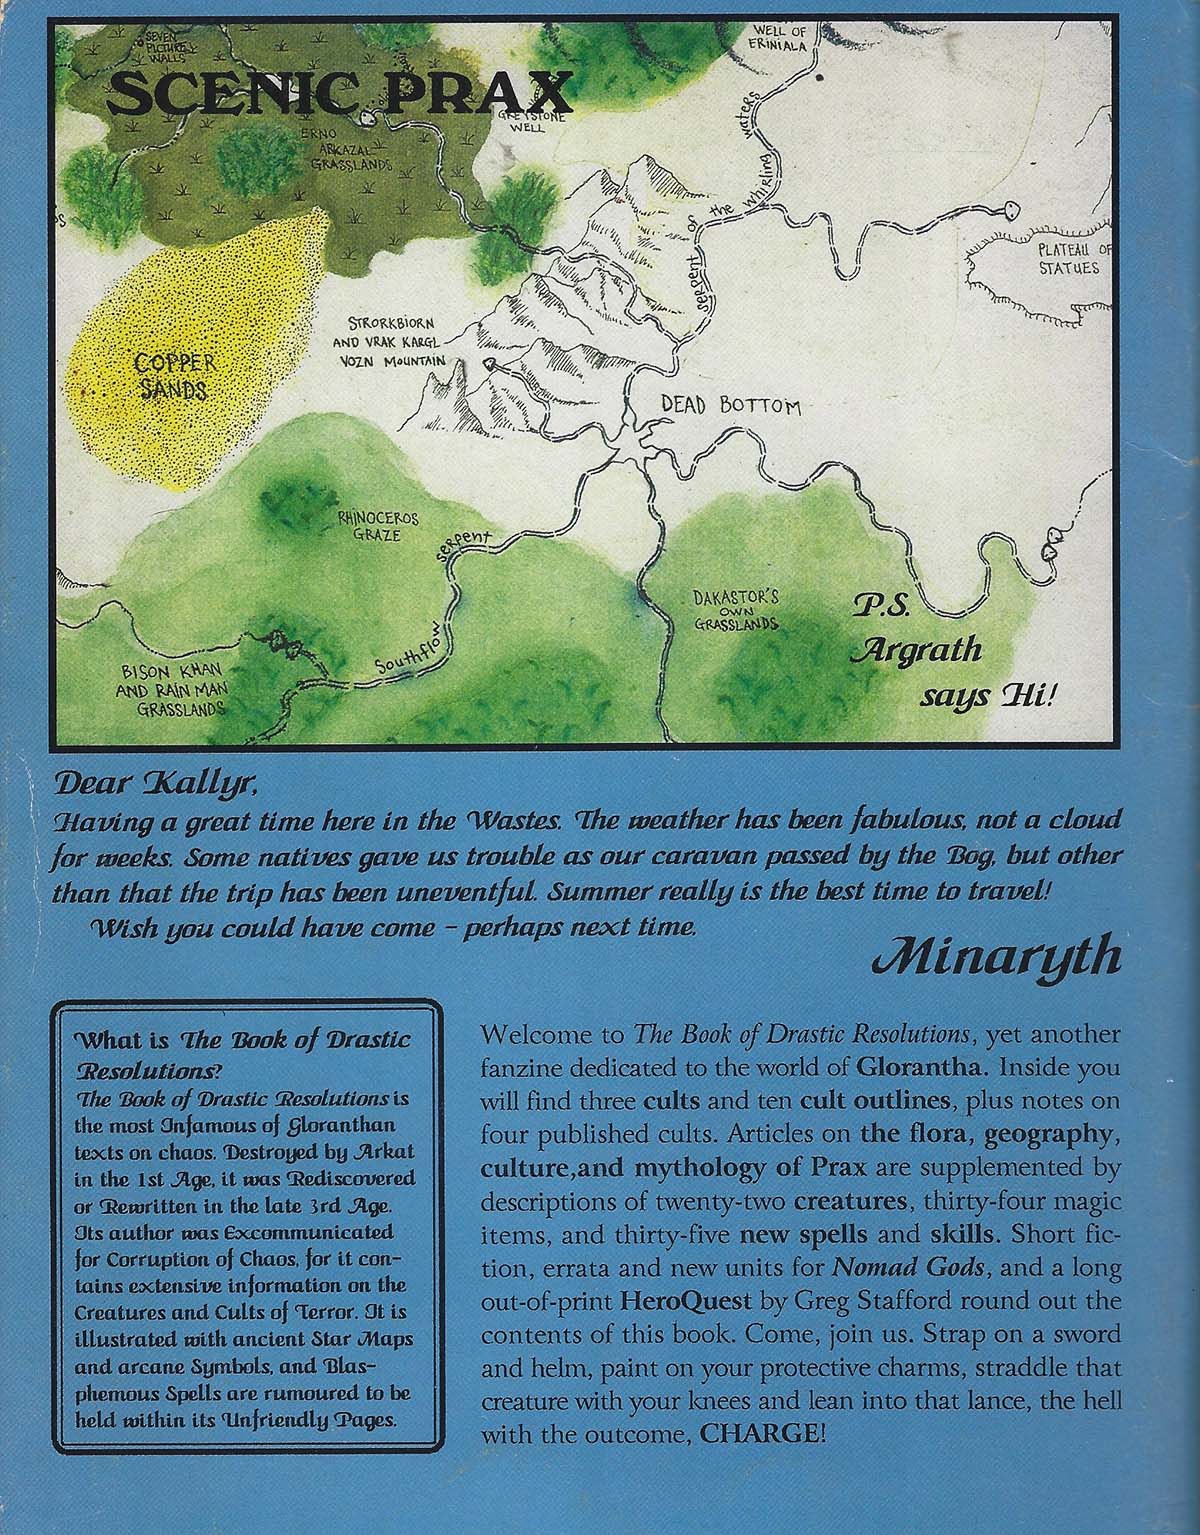 SEVEN
PICTURE
WALLS
SCENIC PRAX
WELL OF
ERINIALA
GREYSTONE
WELL
ERNO
ARKAZAL
GRASSLANDS
serpent of the Whirling waters
PLATEAU OF
STATUES
COPPER
SANDS
STRORKBIORN
AND VRAK KARGL
VOZN MOUNTAIN
DEAD BOTTOM
RHINOCEROS
GRAZE
Southflow serpent
DAKASTOR'S
OWN
GRASSLANDS
BISON KHAN
AND RAIN MAN
GRASSLANDS
P.S.
Argrath
says Hi!
Dear Kallyr,
Having a great time here in the Wastes. The weather has been fabulous, not a cloud
for weeks. Some natives gave us trouble as our caravan passed by the Bog, but other
than that the trip has been uneventful. Summer really is the best time to travel!
Wish you could have come – perhaps next time.
Minaryth
What is The Book of Drastic
Resolutions?
The Book of Drastic Resolutions is
the most Infamous of Gloranthan
texts on chaos. Destroyed by Arkat
in the 1st Age, it was Rediscovered
or Rewritten in the late 3rd Age.
Its author was Excommunicated
for Corruption of Chaos, for it con-
tains extensive information on the
Creatures and Cults of Terror. It is
illustrated with ancient Star Maps
and arcane Symbols, and Blas-
phemous Spells are rumoured to be
held within its Unfriendly Pages.
Welcome to The Book of Drastic Resolutions, yet another
fanzine dedicated to the world of Glorantha. Inside you
will find three cults and ten cult outlines, plus notes on
four published cults. Articles on the flora, geography,
culture,and mythology of Prax are supplemented by
descriptions of twenty-two creatures, thirty-four magic
items, and thirty-five new spells and skills. Short fic-
tion, errata and new units for Nomad Gods, and a long
out-of-print HeroQuest by Greg Stafford round out the
contents of this book. Come, join us. Strap on a sword
and helm, paint on your protective charms, straddle that
creature with your knees and lean into that lance, the hell
with the outcome, CHARGE!